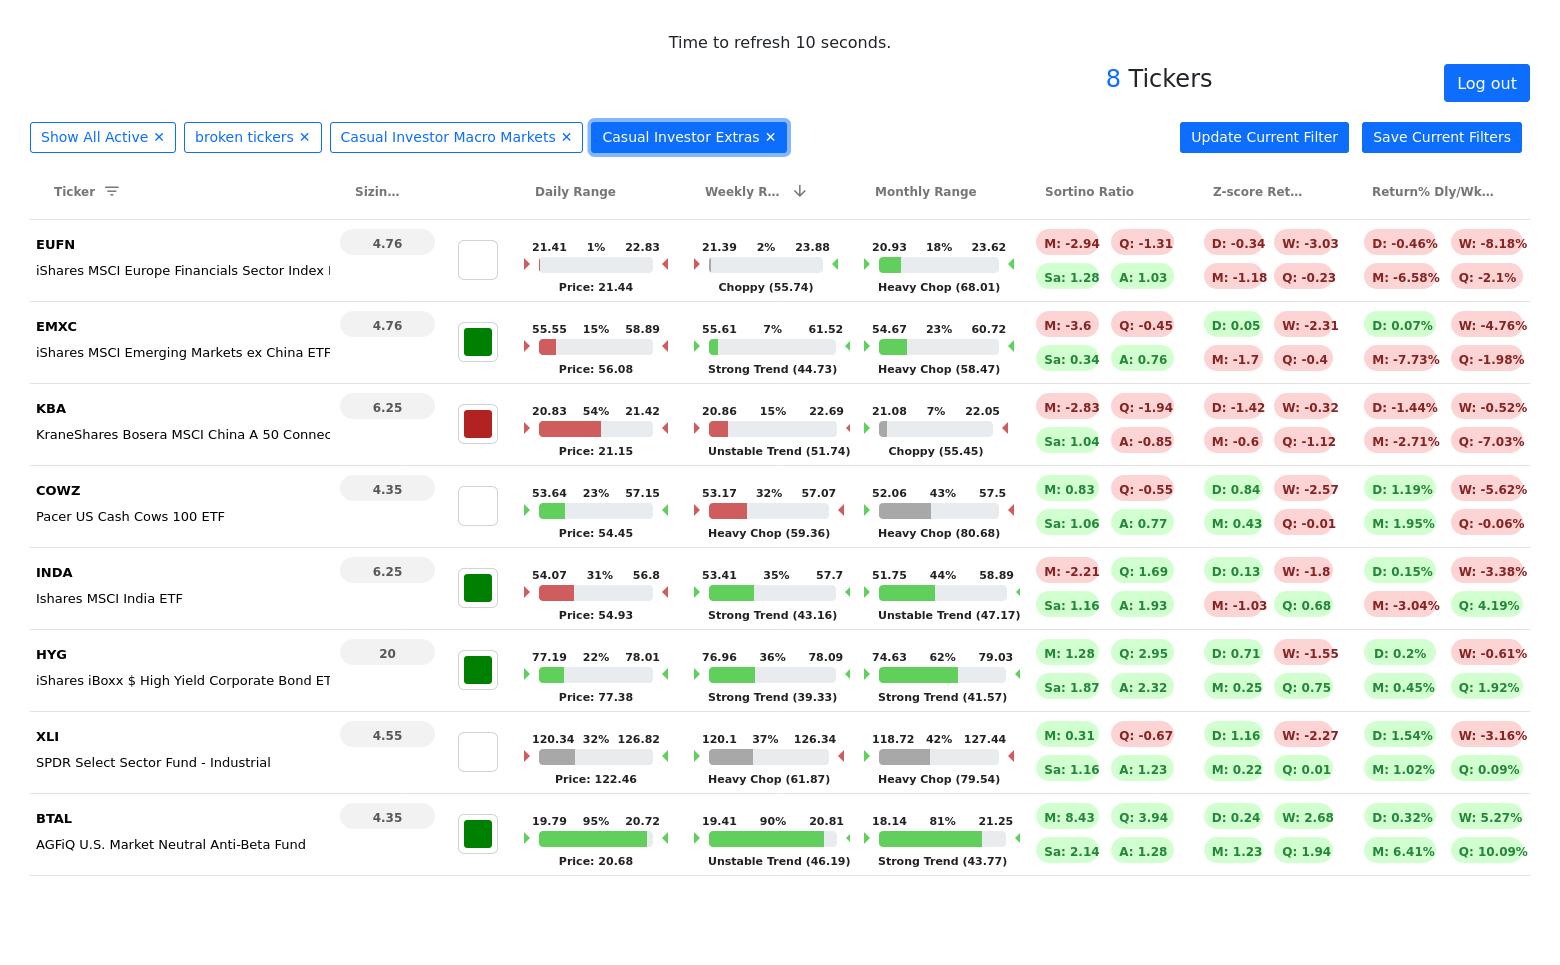 Time to refresh 10 seconds.
8 Tickers
Log out
Show All Active ✕ broken tickers ✕ Casual Investor Macro Markets ✕ Casual Investor Extras ✕ Update Current Filter Save Current Filters
Ticker Sizin... Daily Range Weekly R... Monthly Range Sortino Ratio Z-score Ret... Return% Dly/Wk...
EUFN 4.76 21.41 1% 22.83 21.39 2% 23.88 20.93 18% 23.62 M: -2.94 Q: -1.31 D: -0.34 W: -3.03 D: -0.46% W: -8.18%
iShares MSCI Europe Financials Sector Index Sa: 1.28 A: 1.03 M: -1.18 Q: -0.23 M: -6.58% Q: -2.1%
Price: 21.44 Choppy (55.74) Heavy Chop (68.01)
EMXC 4.76 55.55 15% 58.89 55.61 7% 61.52 54.67 23% 60.72 M: -3.6 Q: -0.45 D: 0.05 W: -2.31 D: 0.07% W: -4.76%
iShares MSCI Emerging Markets ex China ETF Sa: 0.34 A: 0.76 M: -1.7 Q: -0.4 M: -7.73% Q: -1.98%
Price: 56.08 Strong Trend (44.73) Heavy Chop (58.47)
KBA 6.25 20.83 54% 21.42 20.86 15% 22.69 21.08 7% 22.05 M: -2.83 Q: -1.94 D: -1.42 W: -0.32 D: -1.44% W: -0.52%
KraneShares Bosera MSCI China A 50 Connec Sa: 1.04 A: -0.85 M: -0.6 Q: -1.12 M: -2.71% Q: -7.03%
Price: 21.15 Unstable Trend (51.74) Choppy (55.45)
COWZ 4.35 53.64 23% 57.15 53.17 32% 57.07 52.06 43% 57.5 M: 0.83 Q: -0.55 D: 0.84 W: -2.57 D: 1.19% W: -5.62%
Pacer US Cash Cows 100 ETF Sa: 1.06 A: 0.77 M: 0.43 Q: -0.01 M: 1.95% Q: -0.06%
Price: 54.45 Heavy Chop (59.36) Heavy Chop (80.68)
INDA 6.25 54.07 31% 56.8 53.41 35% 57.7 51.75 44% 58.89 M: -2.21 Q: 1.69 D: 0.13 W: -1.8 D: 0.15% W: -3.38%
Ishares MSCI India ETF Sa: 1.16 A: 1.93 M: -1.03 Q: 0.68 M: -3.04% Q: 4.19%
Price: 54.93 Strong Trend (43.16) Unstable Trend (47.17)
HYG 20 77.19 22% 78.01 76.96 36% 78.09 74.63 62% 79.03 M: 1.28 Q: 2.95 D: 0.71 W: -1.55 D: 0.2% W: -0.61%
iShares iBoxx $ High Yield Corporate Bond ET Sa: 1.87 A: 2.32 M: 0.25 Q: 0.75 M: 0.45% Q: 1.92%
Price: 77.38 Strong Trend (39.33) Strong Trend (41.57)
XLI 4.55 120.34 32% 126.82 120.1 37% 126.34 118.72 42% 127.44 M: 0.31 Q: -0.67 D: 1.16 W: -2.27 D: 1.54% W: -3.16%
SPDR Select Sector Fund - Industrial Sa: 1.16 A: 1.23 M: 0.22 Q: 0.01 M: 1.02% Q: 0.09%
Price: 122.46 Heavy Chop (61.87) Heavy Chop (79.54)
BTAL 4.35 19.79 95% 20.72 19.41 90% 20.81 18.14 81% 21.25 M: 8.43 Q: 3.94 D: 0.24 W: 2.68 D: 0.32% W: 5.27%
AGFiQ U.S. Market Neutral Anti-Beta Fund Sa: 2.14 A: 1.28 M: 1.23 Q: 1.94 M: 6.41% Q: 10.09%
Price: 20.68 Unstable Trend (46.19) Strong Trend (43.77)